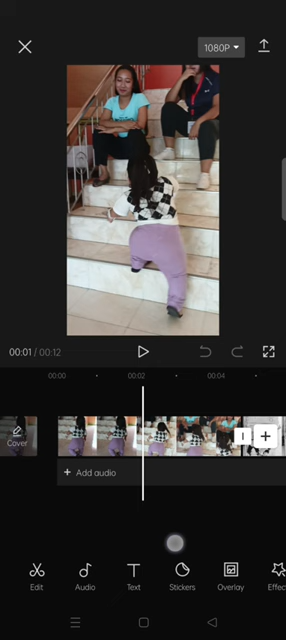 1080P
00:01 / 00:12
00:00 00:02 00:04
Cover
Add audio
Edit Audio Text Stickers Overlay Effec